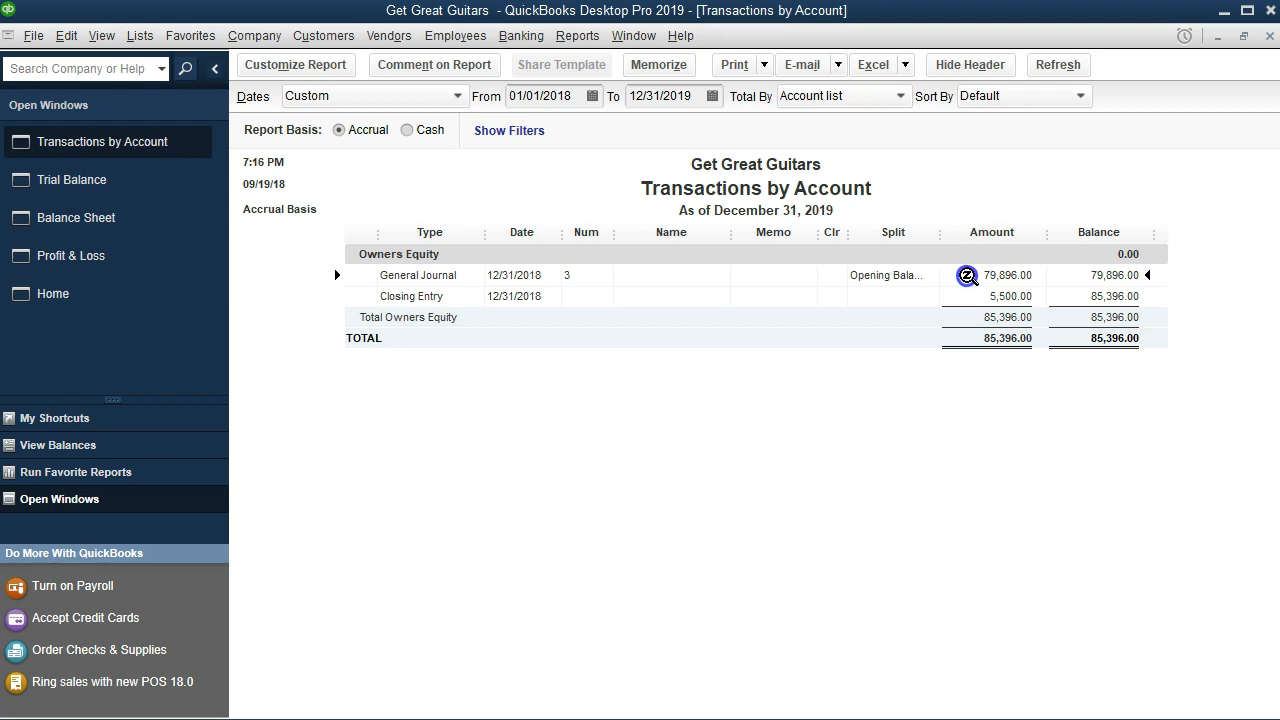 Get Great Guitars - QuickBooks Desktop Pro 2019 - [Transactions by Account]
File Edit View Lists Favorites Company Customers Vendors Employees Banking Reports Window Help
Search Company or Help
Customize Report Comment on Report Share Template Memorize Print E-mail Excel Hide Header Refresh
Dates Custom From 01/01/2018 To 12/31/2019 Total By Account list Sort By Default
Report Basis: Accrual Cash Show Filters
Open Windows
Transactions by Account
Trial Balance
Balance Sheet
Profit & Loss
Home
My Shortcuts
View Balances
Run Favorite Reports
Open Windows
Do More With QuickBooks
Turn on Payroll
Accept Credit Cards
Order Checks & Supplies
Ring sales with new POS 18.0
7:16 PM
09/19/18
Accrual Basis
Get Great Guitars
Transactions by Account
As of December 31, 2019
Type Date Num Name Memo Clr Split Amount Balance
Owners Equity 0.00
General Journal 12/31/2018 3 Opening Bala... 79,896.00 79,896.00
Closing Entry 12/31/2018 5,500.00 85,396.00
Total Owners Equity 85,396.00 85,396.00
TOTAL 85,396.00 85,396.00